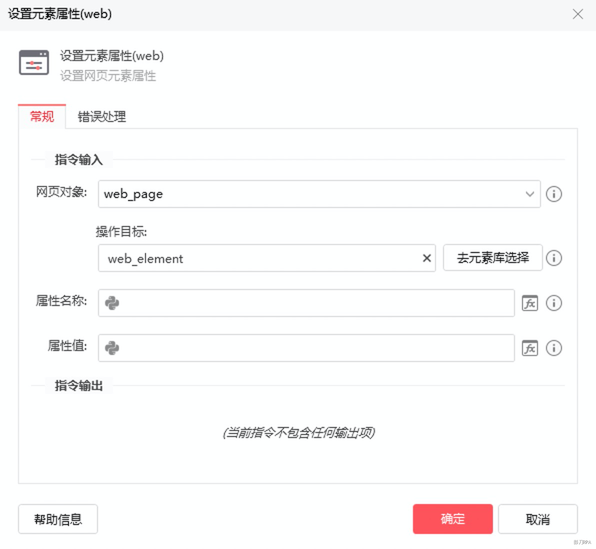 设置元素属性(web)
设置元素属性(web)
设置网页元素属性
常规 错误处理
指令输入
网页对象: web_page
操作目标:
web_element 去元素库选择
属性名称: fx
属性值: fx
指令输出
(当前指令不包含任何输出项)
帮助信息 确定 取消